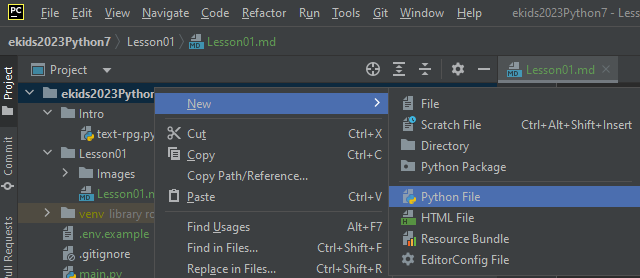 PC File Edit View Navigate Code Refactor Run Tools Git Window Help ekids2023Python7 - Les
ekids2023Python7 Lesson01 Lesson01.md
Project
Lesson01.md
ekids2023Python
Intro
text-rpg.py
Lesson01
Images
Lesson01.
venv library ro
.env.example
.gitignore
main.py
Project
Commit
Pull Requests
New
Cut Ctrl+X
Copy Ctrl+C
Copy Path/Reference...
Paste Ctrl+V
Find Usages Alt+F7
Find in Files... Ctrl+Shift+F
Replace in Files... Ctrl+Shift+R
File
Scratch File Ctrl+Alt+Shift+Insert
Directory
Python Package
Python File
HTML File
Resource Bundle
EditorConfig File